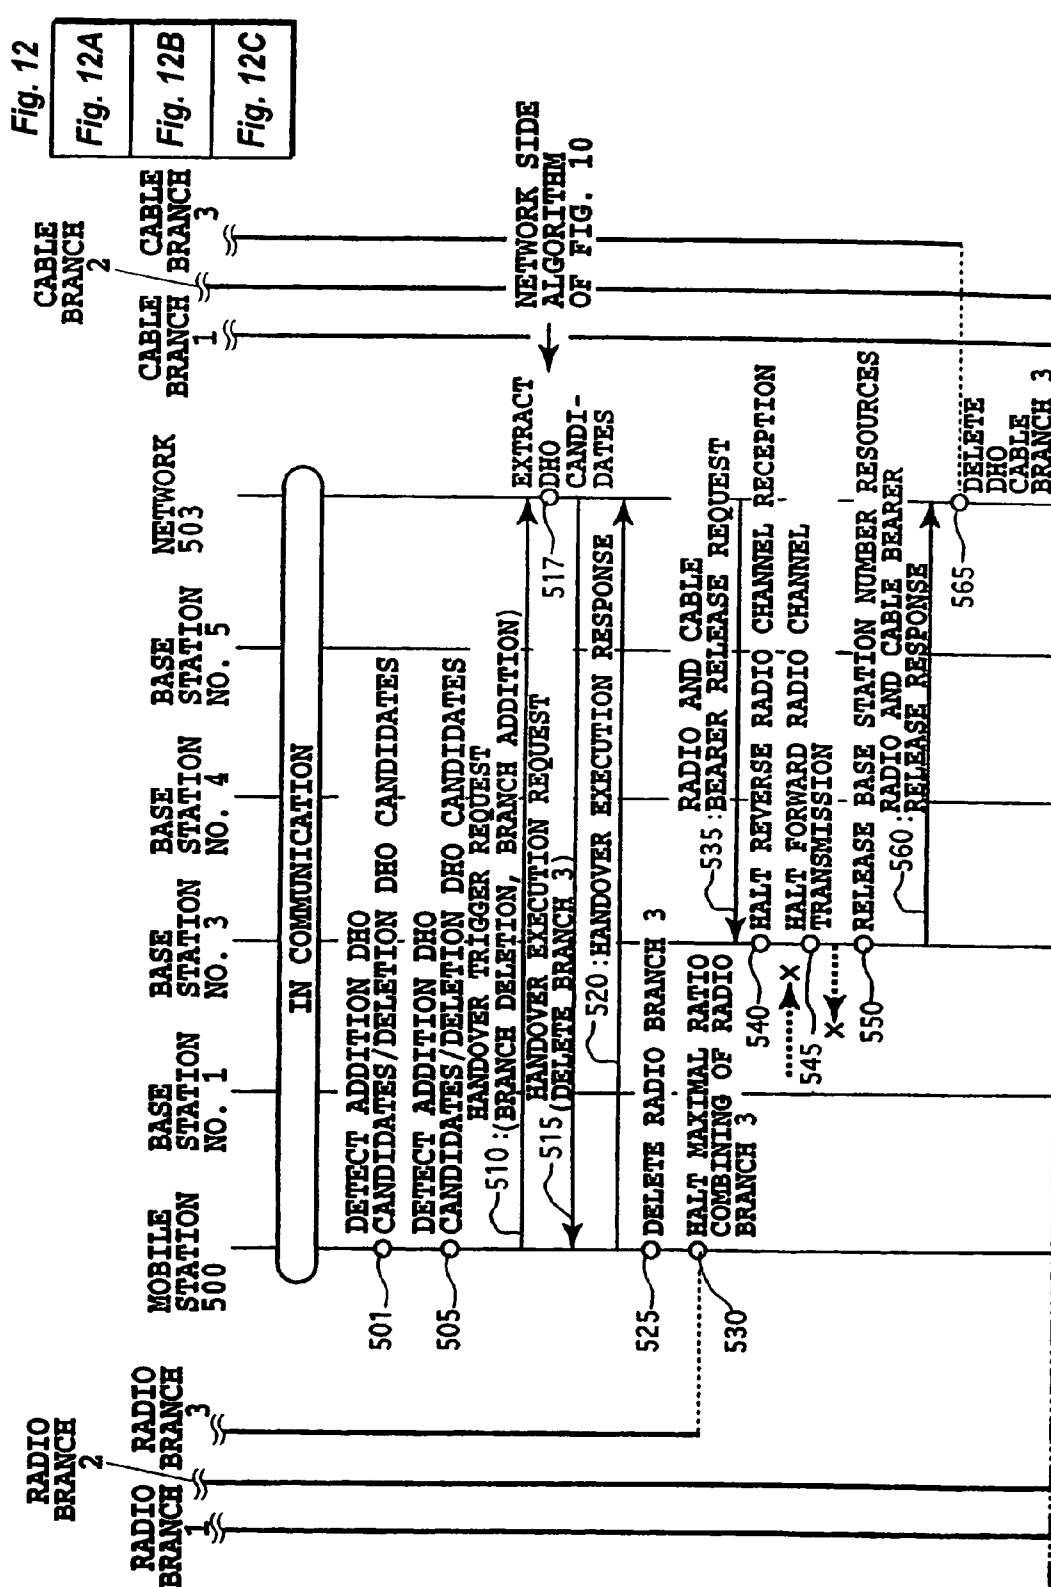 Fig. 12
Fig. 12A
Fig. 12B
Fig. 12C
RADIO
BRANCH
2
RADIO
BRANCH
1
RADIO
BRANCH
3
MOBILE
STATION
500
BASE
STATION
NO. 1
BASE
STATION
NO. 3
BASE
STATION
NO. 4
BASE
STATION
NO. 5
NETWORK
503
CABLE
BRANCH
2
CABLE
BRANCH
1
CABLE
BRANCH
3
IN COMMUNICATION
501
DETECT ADDITION DHO
CANDIDATES/DELETION DHO CANDIDATES
505
DETECT ADDITION DHO
CANDIDATES/DELETION DHO CANDIDATES
HANDOVER TRIGGER REQUEST
510:(BRANCH DELETION, BRANCH ADDITION)
EXTRACT
DHO
CANDI-
DATES
517
NETWORK SIDE
ALGORITHM
OF FIG. 10
HANDOVER EXECUTION REQUEST
515(DELETE BRANCH 3)
520:HANDOVER EXECUTION RESPONSE
525
DELETE RADIO BRANCH 3
530
HALT MAXIMAL RATIO
COMBINING OF RADIO
BRANCH 3
RADIO AND CABLE
535:BEARER RELEASE REQUEST
540
HALT REVERSE RADIO CHANNEL RECEPTION
X
545
HALT FORWARD RADIO CHANNEL
TRANSMISSION
X
550
RELEASE BASE STATION NUMBER RESOURCES
560:RADIO AND CABLE BEARER
RELEASE RESPONSE
565
DELETE
DHO
CABLE
BRANCH 3